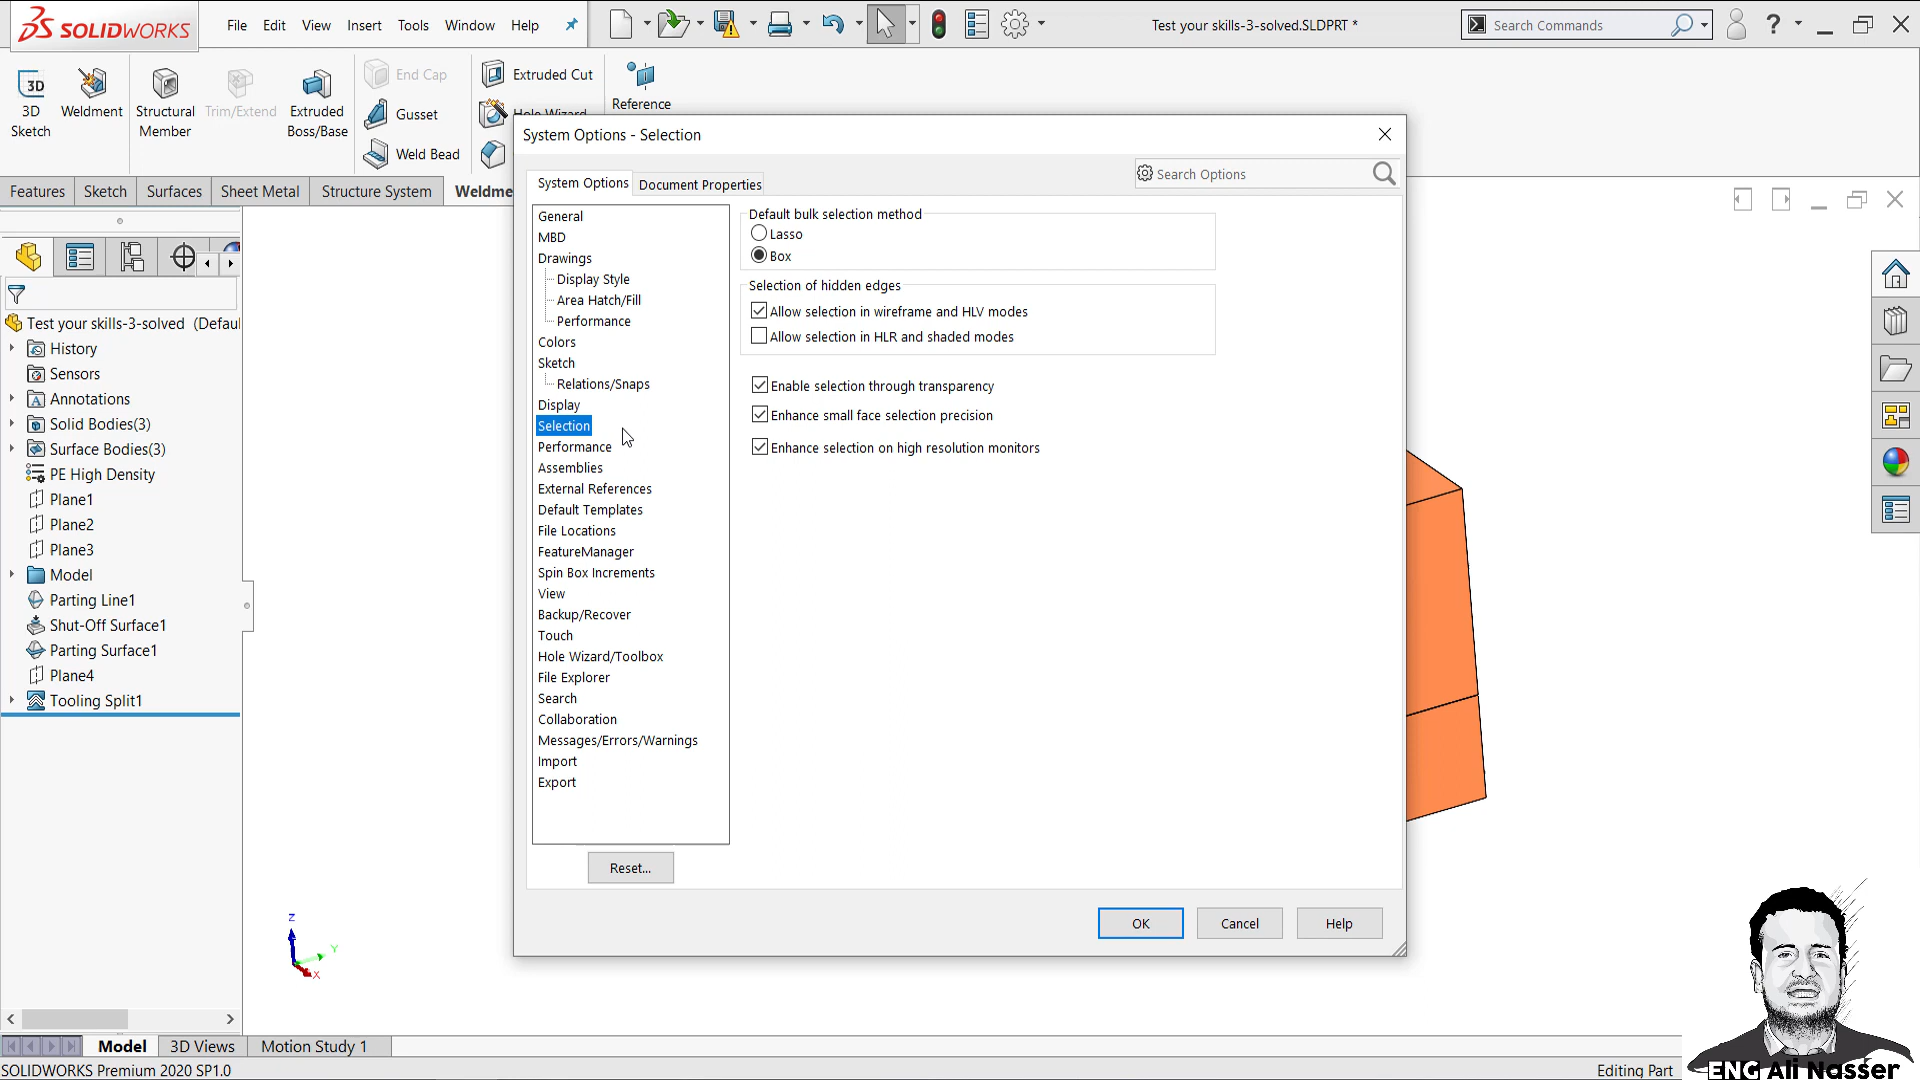 SOLIDWORKS
File Edit View Insert Tools Window Help
Test your skills-3-solved.SLDPRT *
Search Commands
?
3D Sketch
Weldment
Structural Member
Trim/Extend
Extruded Boss/Base
End Cap
Gusset
Weld Bead
Extruded Cut
Hole Wizard
Reference
Features Sketch Surfaces Sheet Metal Structure System Weldme
Test your skills-3-solved (Defaul
History
Sensors
Annotations
Solid Bodies(3)
Surface Bodies(3)
PE High Density
Plane1
Plane2
Plane3
Model
Parting Line1
Shut-Off Surface1
Parting Surface1
Plane4
Tooling Split1
System Options - Selection
System Options Document Properties
Search Options
General
MBD
Drawings
Display Style
Area Hatch/Fill
Performance
Colors
Sketch
Relations/Snaps
Display
Selection
Performance
Assemblies
External References
Default Templates
File Locations
FeatureManager
Spin Box Increments
View
Backup/Recover
Touch
Hole Wizard/Toolbox
File Explorer
Search
Collaboration
Messages/Errors/Warnings
Import
Export
Reset...
Default bulk selection method
Lasso
Box
Selection of hidden edges
Allow selection in wireframe and HLV modes
Allow selection in HLR and shaded modes
Enable selection through transparency
Enhance small face selection precision
Enhance selection on high resolution monitors
OK Cancel Help
Z
Y
X
Model 3D Views Motion Study 1
SOLIDWORKS Premium 2020 SP1.0
Editing Part
ENG Ali Nasser